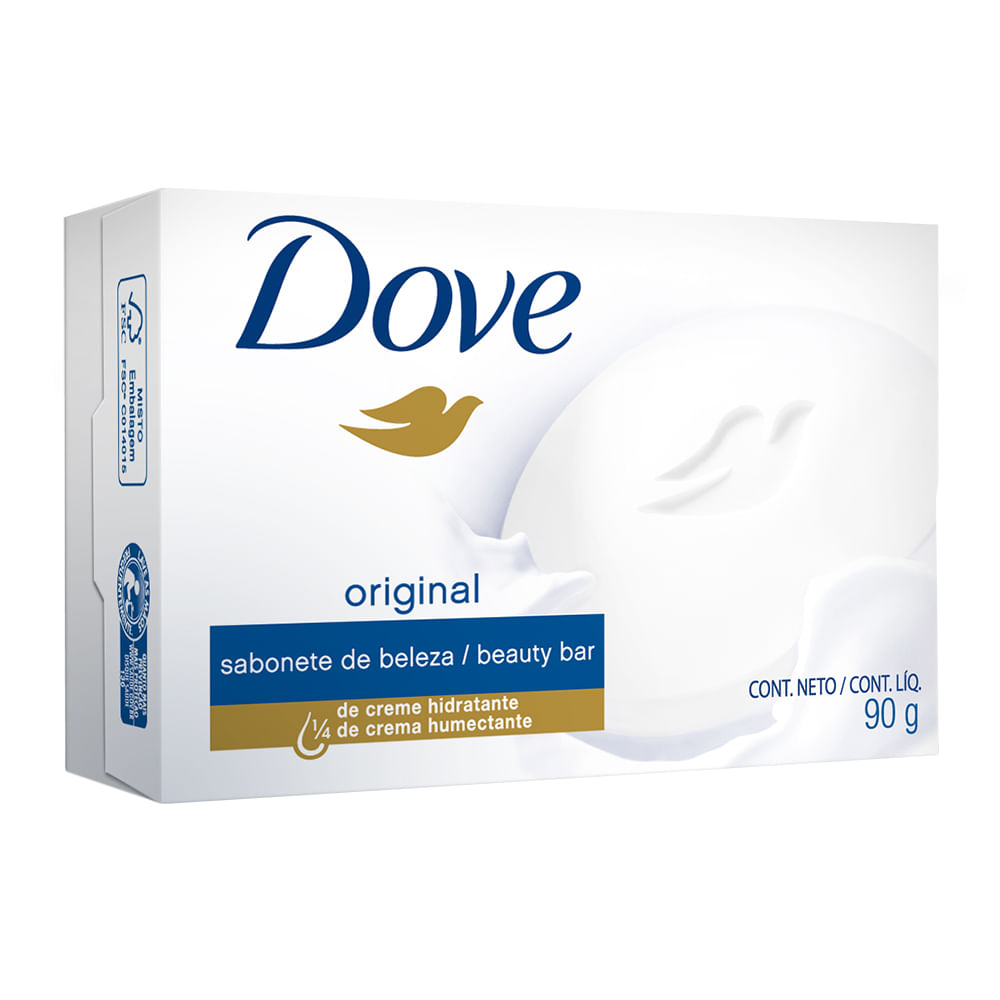 Dove
original
sabonete de beleza / beauty bar
1/4 de creme hidratante
de crema humectante
CONT. NETO / CONT. LÍQ.
90 g
FSC
MISTO
Embalagem
FSC™ C014015